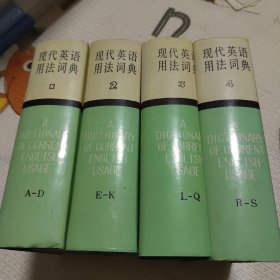 现代英语
用法词典
1
A
DICTIONARY
OF CURRENT
ENGLISH
USAGE
A-D
现代英语
用法词典
2
A
DICTIONARY
OF CURRENT
ENGLISH
USAGE
E-K
现代英语
用法词典
3
A
DICTIONARY
OF CURRENT
ENGLISH
USAGE
L-Q
现代英语
用法词典
4
A
DICTIONARY
OF CURRENT
ENGLISH
USAGE
R-S